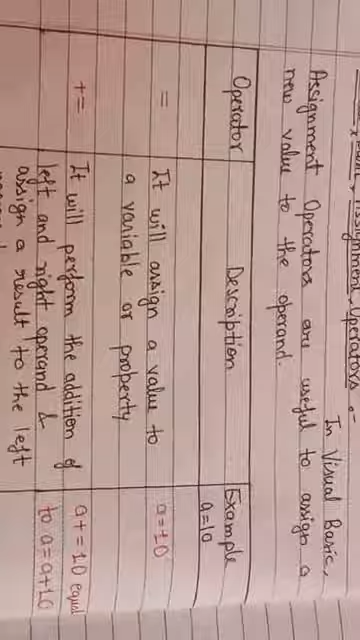 Assignment Operators :-
In Visual Basic,
Assignment Operators are useful to assign a
new value to the operand.
Operator Description Example
a=10
= It will assign a value to a=10
a variable or property
+= It will perform the addition of a+=10 equal
left and right operand & to a=a+10
assign a result to the left